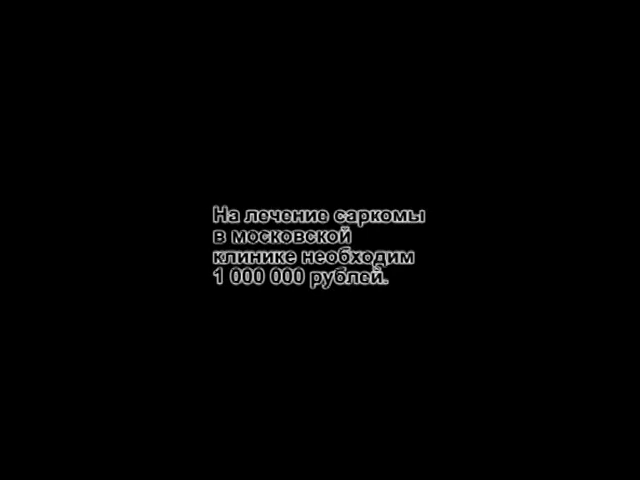 На лечение саркомы
в московской
клинике необходим
1 000 000 рублей.